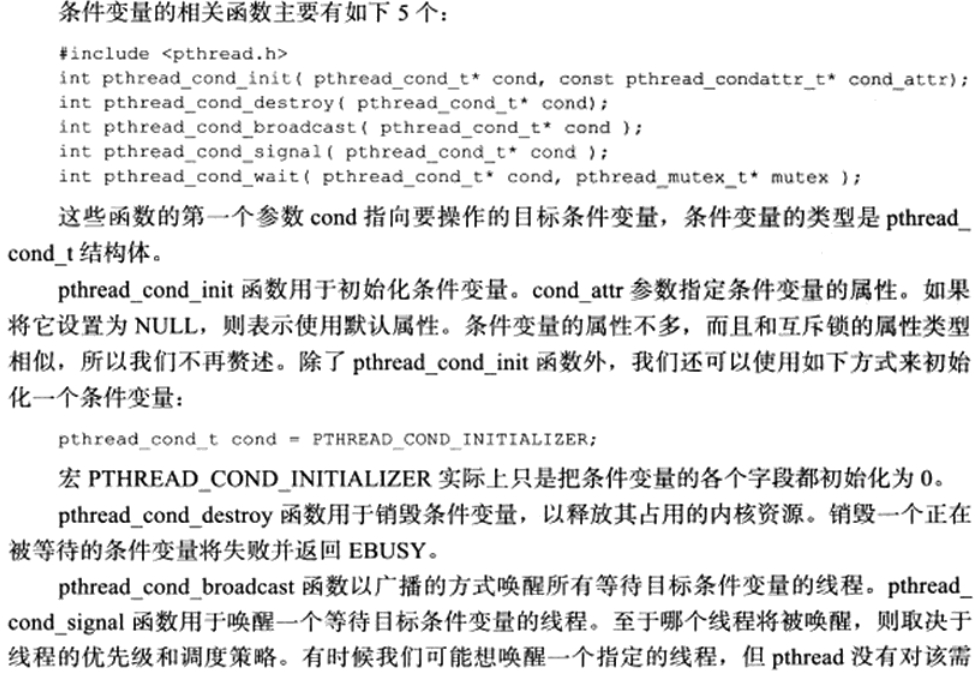 条件变量的相关函数主要有如下 5 个：
#include <pthread.h>
int pthread_cond_init( pthread_cond_t* cond, const pthread_condattr_t* cond_attr);
int pthread_cond_destroy( pthread_cond_t* cond);
int pthread_cond_broadcast( pthread_cond_t* cond );
int pthread_cond_signal( pthread_cond_t* cond );
int pthread_cond_wait( pthread_cond_t* cond, pthread_mutex_t* mutex );
这些函数的第一个参数 cond 指向要操作的目标条件变量，条件变量的类型是 pthread_
cond_t 结构体。
pthread_cond_init 函数用于初始化条件变量。cond_attr 参数指定条件变量的属性。如果
将它设置为 NULL，则表示使用默认属性。条件变量的属性不多，而且和互斥锁的属性类型
相似，所以我们不再赘述。除了 pthread_cond_init 函数外，我们还可以使用如下方式来初始
化一个条件变量：
pthread_cond_t cond = PTHREAD_COND_INITIALIZER;
宏 PTHREAD_COND_INITIALIZER 实际上只是把条件变量的各个字段都初始化为 0。
pthread_cond_destroy 函数用于销毁条件变量，以释放其占用的内核资源。销毁一个正在
被等待的条件变量将失败并返回 EBUSY。
pthread_cond_broadcast 函数以广播的方式唤醒所有等待目标条件变量的线程。pthread_
cond_signal 函数用于唤醒一个等待目标条件变量的线程。至于哪个线程将被唤醒，则取决于
线程的优先级和调度策略。有时候我们可能想唤醒一个指定的线程，但 pthread 没有对该需